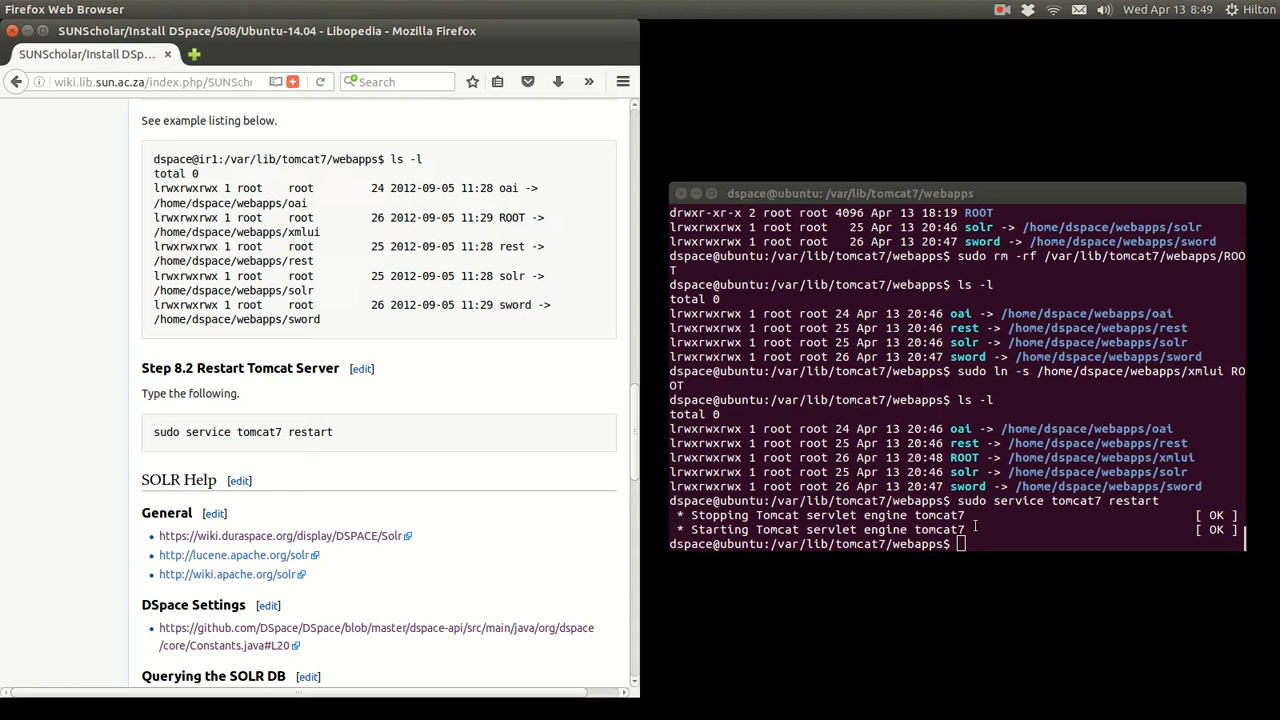 Firefox Web Browser
Wed Apr 13 8:49
Hilton
SUNScholar/Install DSpace/S08/Ubuntu-14.04 - Libopedia - Mozilla Firefox
SUNScholar/Install DSp...
wiki.lib.sun.ac.za/index.php/SUNSch
Search
See example listing below.
dspace@ir1:/var/lib/tomcat7/webapps$ ls -l
total 0
lrwxrwxrwx 1 root root 24 2012-09-05 11:28 oai ->
/home/dspace/webapps/oai
lrwxrwxrwx 1 root root 26 2012-09-05 11:29 ROOT ->
/home/dspace/webapps/xmlui
lrwxrwxrwx 1 root root 25 2012-09-05 11:28 rest ->
/home/dspace/webapps/rest
lrwxrwxrwx 1 root root 25 2012-09-05 11:28 solr ->
/home/dspace/webapps/solr
lrwxrwxrwx 1 root root 26 2012-09-05 11:29 sword ->
/home/dspace/webapps/sword
Step 8.2 Restart Tomcat Server [edit]
Type the following.
sudo service tomcat7 restart
SOLR Help [edit]
General [edit]
https://wiki.duraspace.org/display/DSPACE/Solr
http://lucene.apache.org/solr
http://wiki.apache.org/solr
DSpace Settings [edit]
https://github.com/DSpace/DSpace/blob/master/dspace-api/src/main/java/org/dspace
/core/Constants.java#L20
Querying the SOLR DB [edit]
dspace@ubuntu: /var/lib/tomcat7/webapps
drwxr-xr-x 2 root root 4096 Apr 13 18:19 ROOT
lrwxrwxrwx 1 root root 25 Apr 13 20:46 solr -> /home/dspace/webapps/solr
lrwxrwxrwx 1 root root 26 Apr 13 20:47 sword -> /home/dspace/webapps/sword
dspace@ubuntu:/var/lib/tomcat7/webapps$ sudo rm -rf /var/lib/tomcat7/webapps/ROO
T
dspace@ubuntu:/var/lib/tomcat7/webapps$ ls -l
total 0
lrwxrwxrwx 1 root root 24 Apr 13 20:46 oai -> /home/dspace/webapps/oai
lrwxrwxrwx 1 root root 25 Apr 13 20:46 rest -> /home/dspace/webapps/rest
lrwxrwxrwx 1 root root 25 Apr 13 20:46 solr -> /home/dspace/webapps/solr
lrwxrwxrwx 1 root root 26 Apr 13 20:47 sword -> /home/dspace/webapps/sword
dspace@ubuntu:/var/lib/tomcat7/webapps$ sudo ln -s /home/dspace/webapps/xmlui RO
OT
dspace@ubuntu:/var/lib/tomcat7/webapps$ ls -l
total 0
lrwxrwxrwx 1 root root 24 Apr 13 20:46 oai -> /home/dspace/webapps/oai
lrwxrwxrwx 1 root root 25 Apr 13 20:46 rest -> /home/dspace/webapps/rest
lrwxrwxrwx 1 root root 26 Apr 13 20:48 ROOT -> /home/dspace/webapps/xmlui
lrwxrwxrwx 1 root root 25 Apr 13 20:46 solr -> /home/dspace/webapps/solr
lrwxrwxrwx 1 root root 26 Apr 13 20:47 sword -> /home/dspace/webapps/sword
dspace@ubuntu:/var/lib/tomcat7/webapps$ sudo service tomcat7 restart
* Stopping Tomcat servlet engine tomcat7 [ OK ]
* Starting Tomcat servlet engine tomcat7 [ OK ]
dspace@ubuntu:/var/lib/tomcat7/webapps$